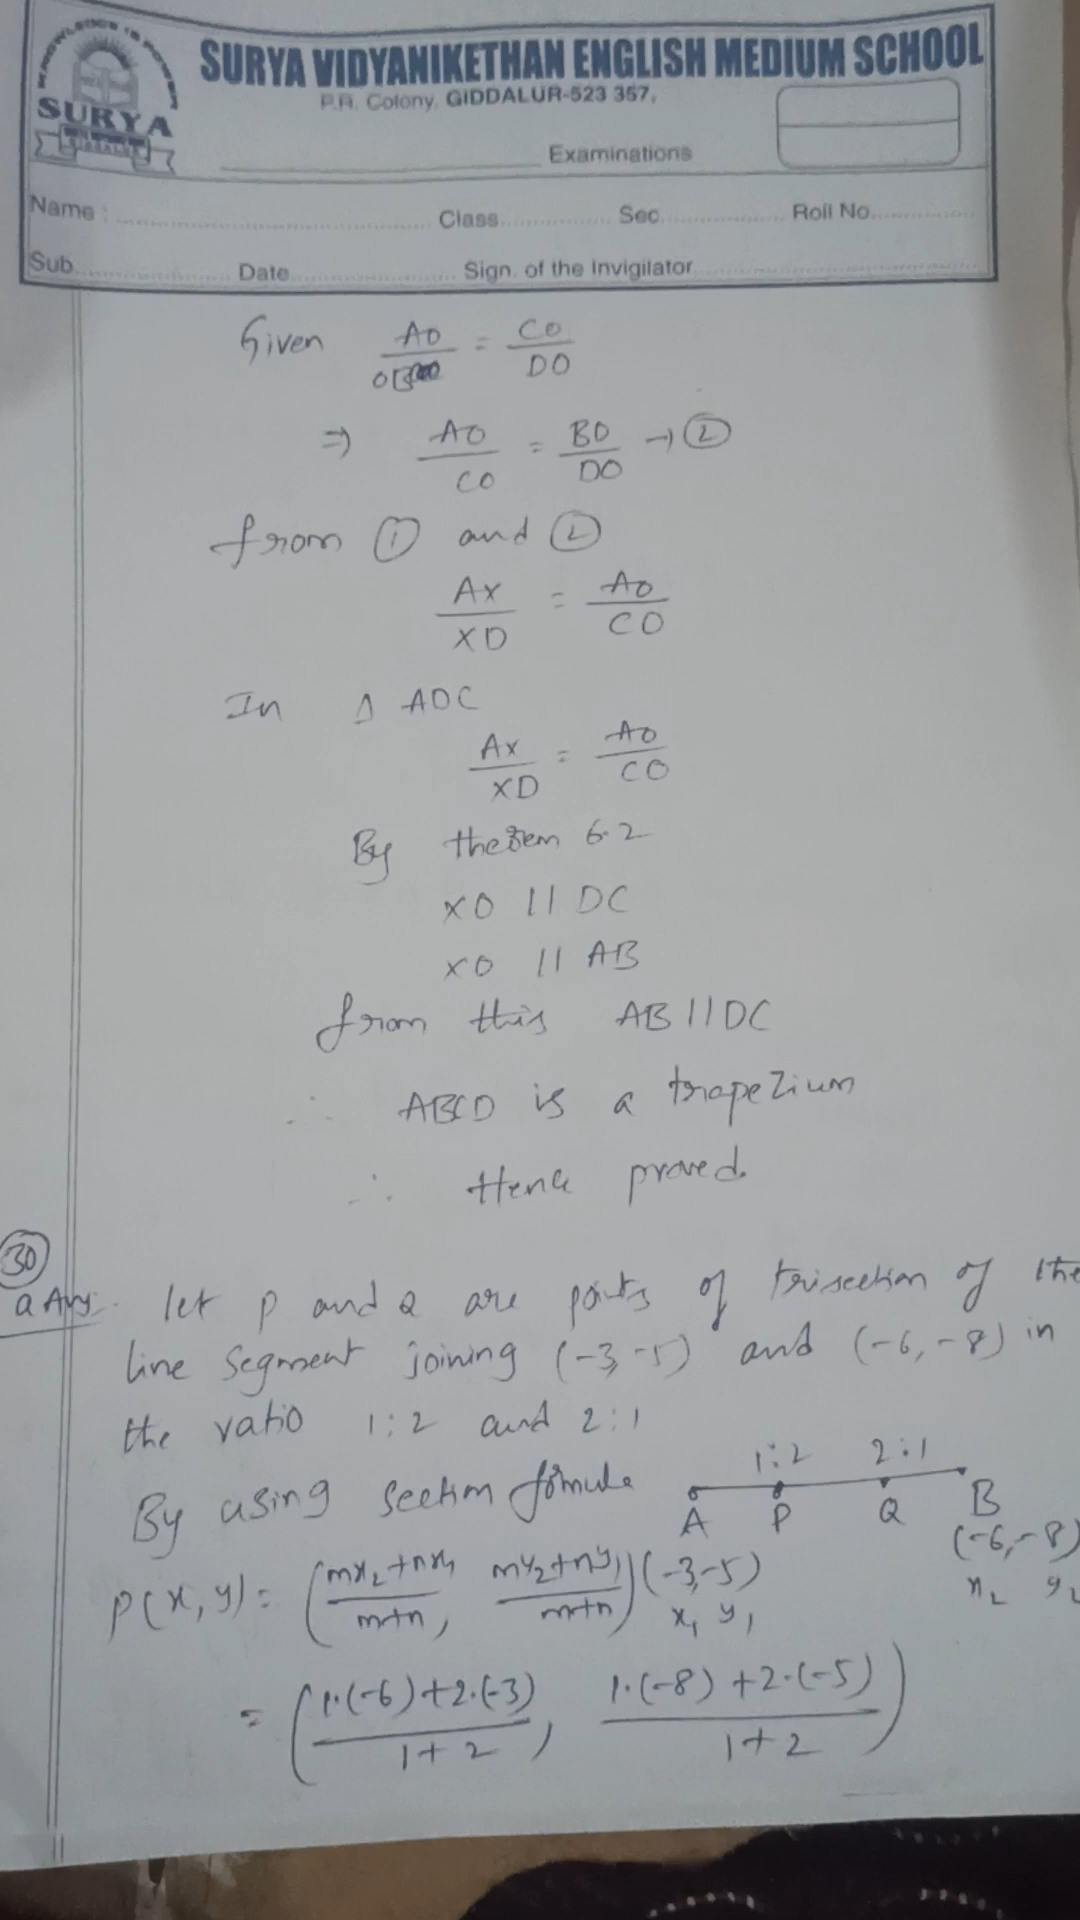 KNOWLEDGE IS POWER
SURYA
SURYA VIDYANIKETHAN ENGLISH MEDIUM SCHOOL
P.R. Colony, GIDDALUR-523 357,
Examinations
Name : Class Sec. Roll No.
Sub. Date Sign. of the Invigilator
Given AO/OB = CO/DO
⇒ AO/CO = BO/DO → ②
from ① and ②
AX/XD = AO/CO
In Δ ADC
AX/XD = AO/CO
By theorem 6.2
XO || DC
XO || AB
from this AB || DC
∴ ABCD is a trapezium
∴ Hence proved.
30
a Ans. let P and Q are points of trisection of the
line segment joining (-3,-5) and (-6,-8) in
the ratio 1:2 and 2:1
1:2 2:1
By using section formula
A P Q B
(-3,-5) (-6,-8)
x₁ y₁ x₂ y₂
P(x, y) = ((mx₂+nx₁)/(m+n), (my₂+ny₁)/(m+n))
= ((1.(-6)+2.(-3))/(1+2), (1.(-8)+2.(-5))/(1+2))